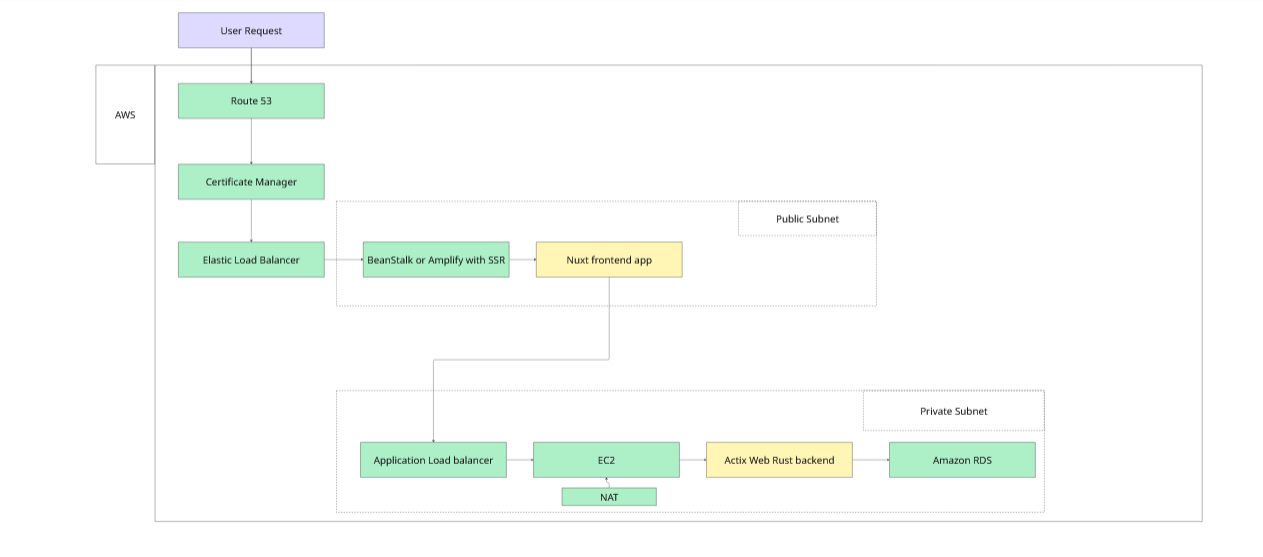 User Request
AWS
Route 53
Certificate Manager
Public Subnet
Elastic Load Balancer
BeanStalk or Amplify with SSR
Nuxt frontend app
Private Subnet
Application Load balancer
EC2
Actix Web Rust backend
Amazon RDS
NAT